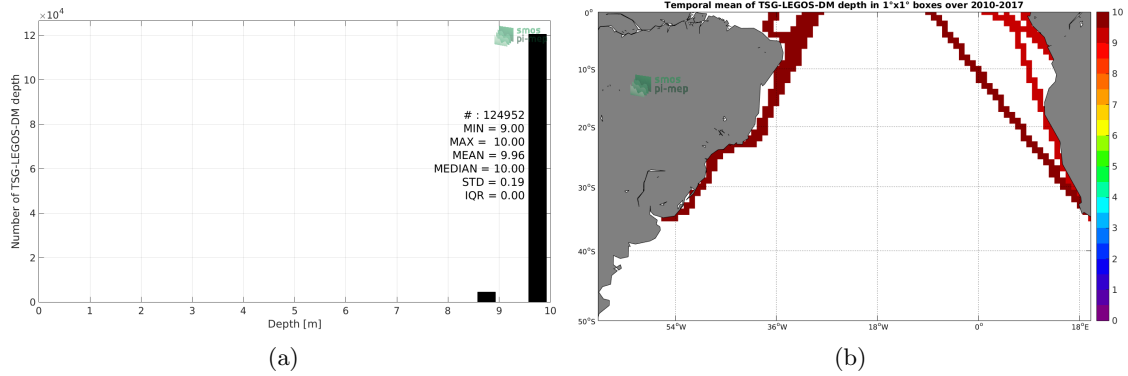 ×10⁴
smos
pi-mep
12
10
8
6
4
2
0
Number of TSG-LEGOS-DM depth
# : 124952
MIN = 9.00
MAX = 10.00
MEAN = 9.96
MEDIAN = 10.00
STD = 0.19
IQR = 0.00
0 1 2 3 4 5 6 7 8 9 10
Depth [m]
(a)
Temporal mean of TSG-LEGOS-DM depth in 1°x1° boxes over 2010-2017
smos
pi-mep
0°
10°S
20°S
30°S
40°S
50°S
54°W 36°W 18°W 0° 18°E
10
9
8
7
6
5
4
3
2
1
0
(b)